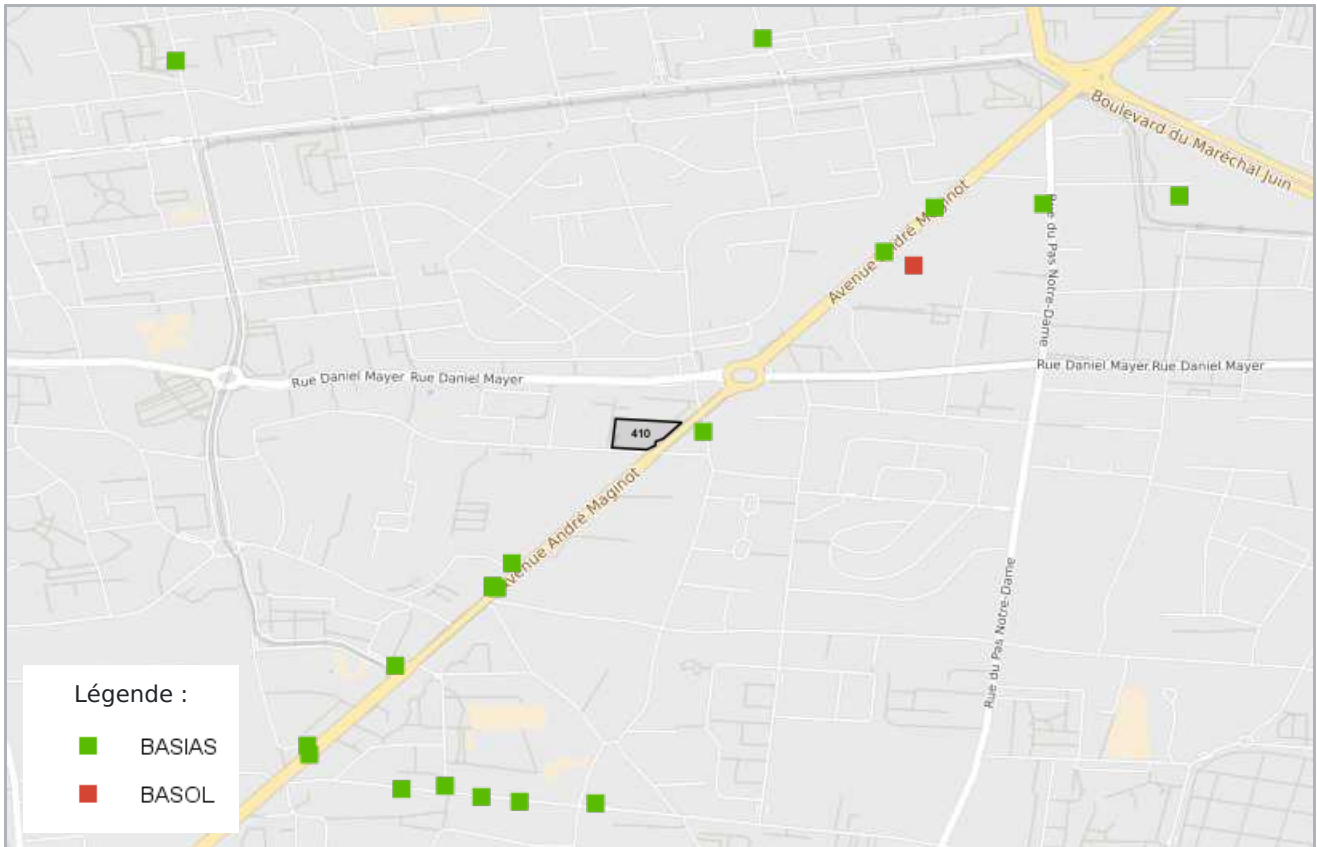 Boulevard du Maréchal Juin
Avenue André Maginot
Rue du Pas Notre-Dame
Rue Daniel Mayer Rue Daniel Mayer
Rue Daniel Mayer Rue Daniel Mayer
410
Avenue André Maginot
Rue du Pas Notre-Dame
Légende :
BASIAS
BASOL